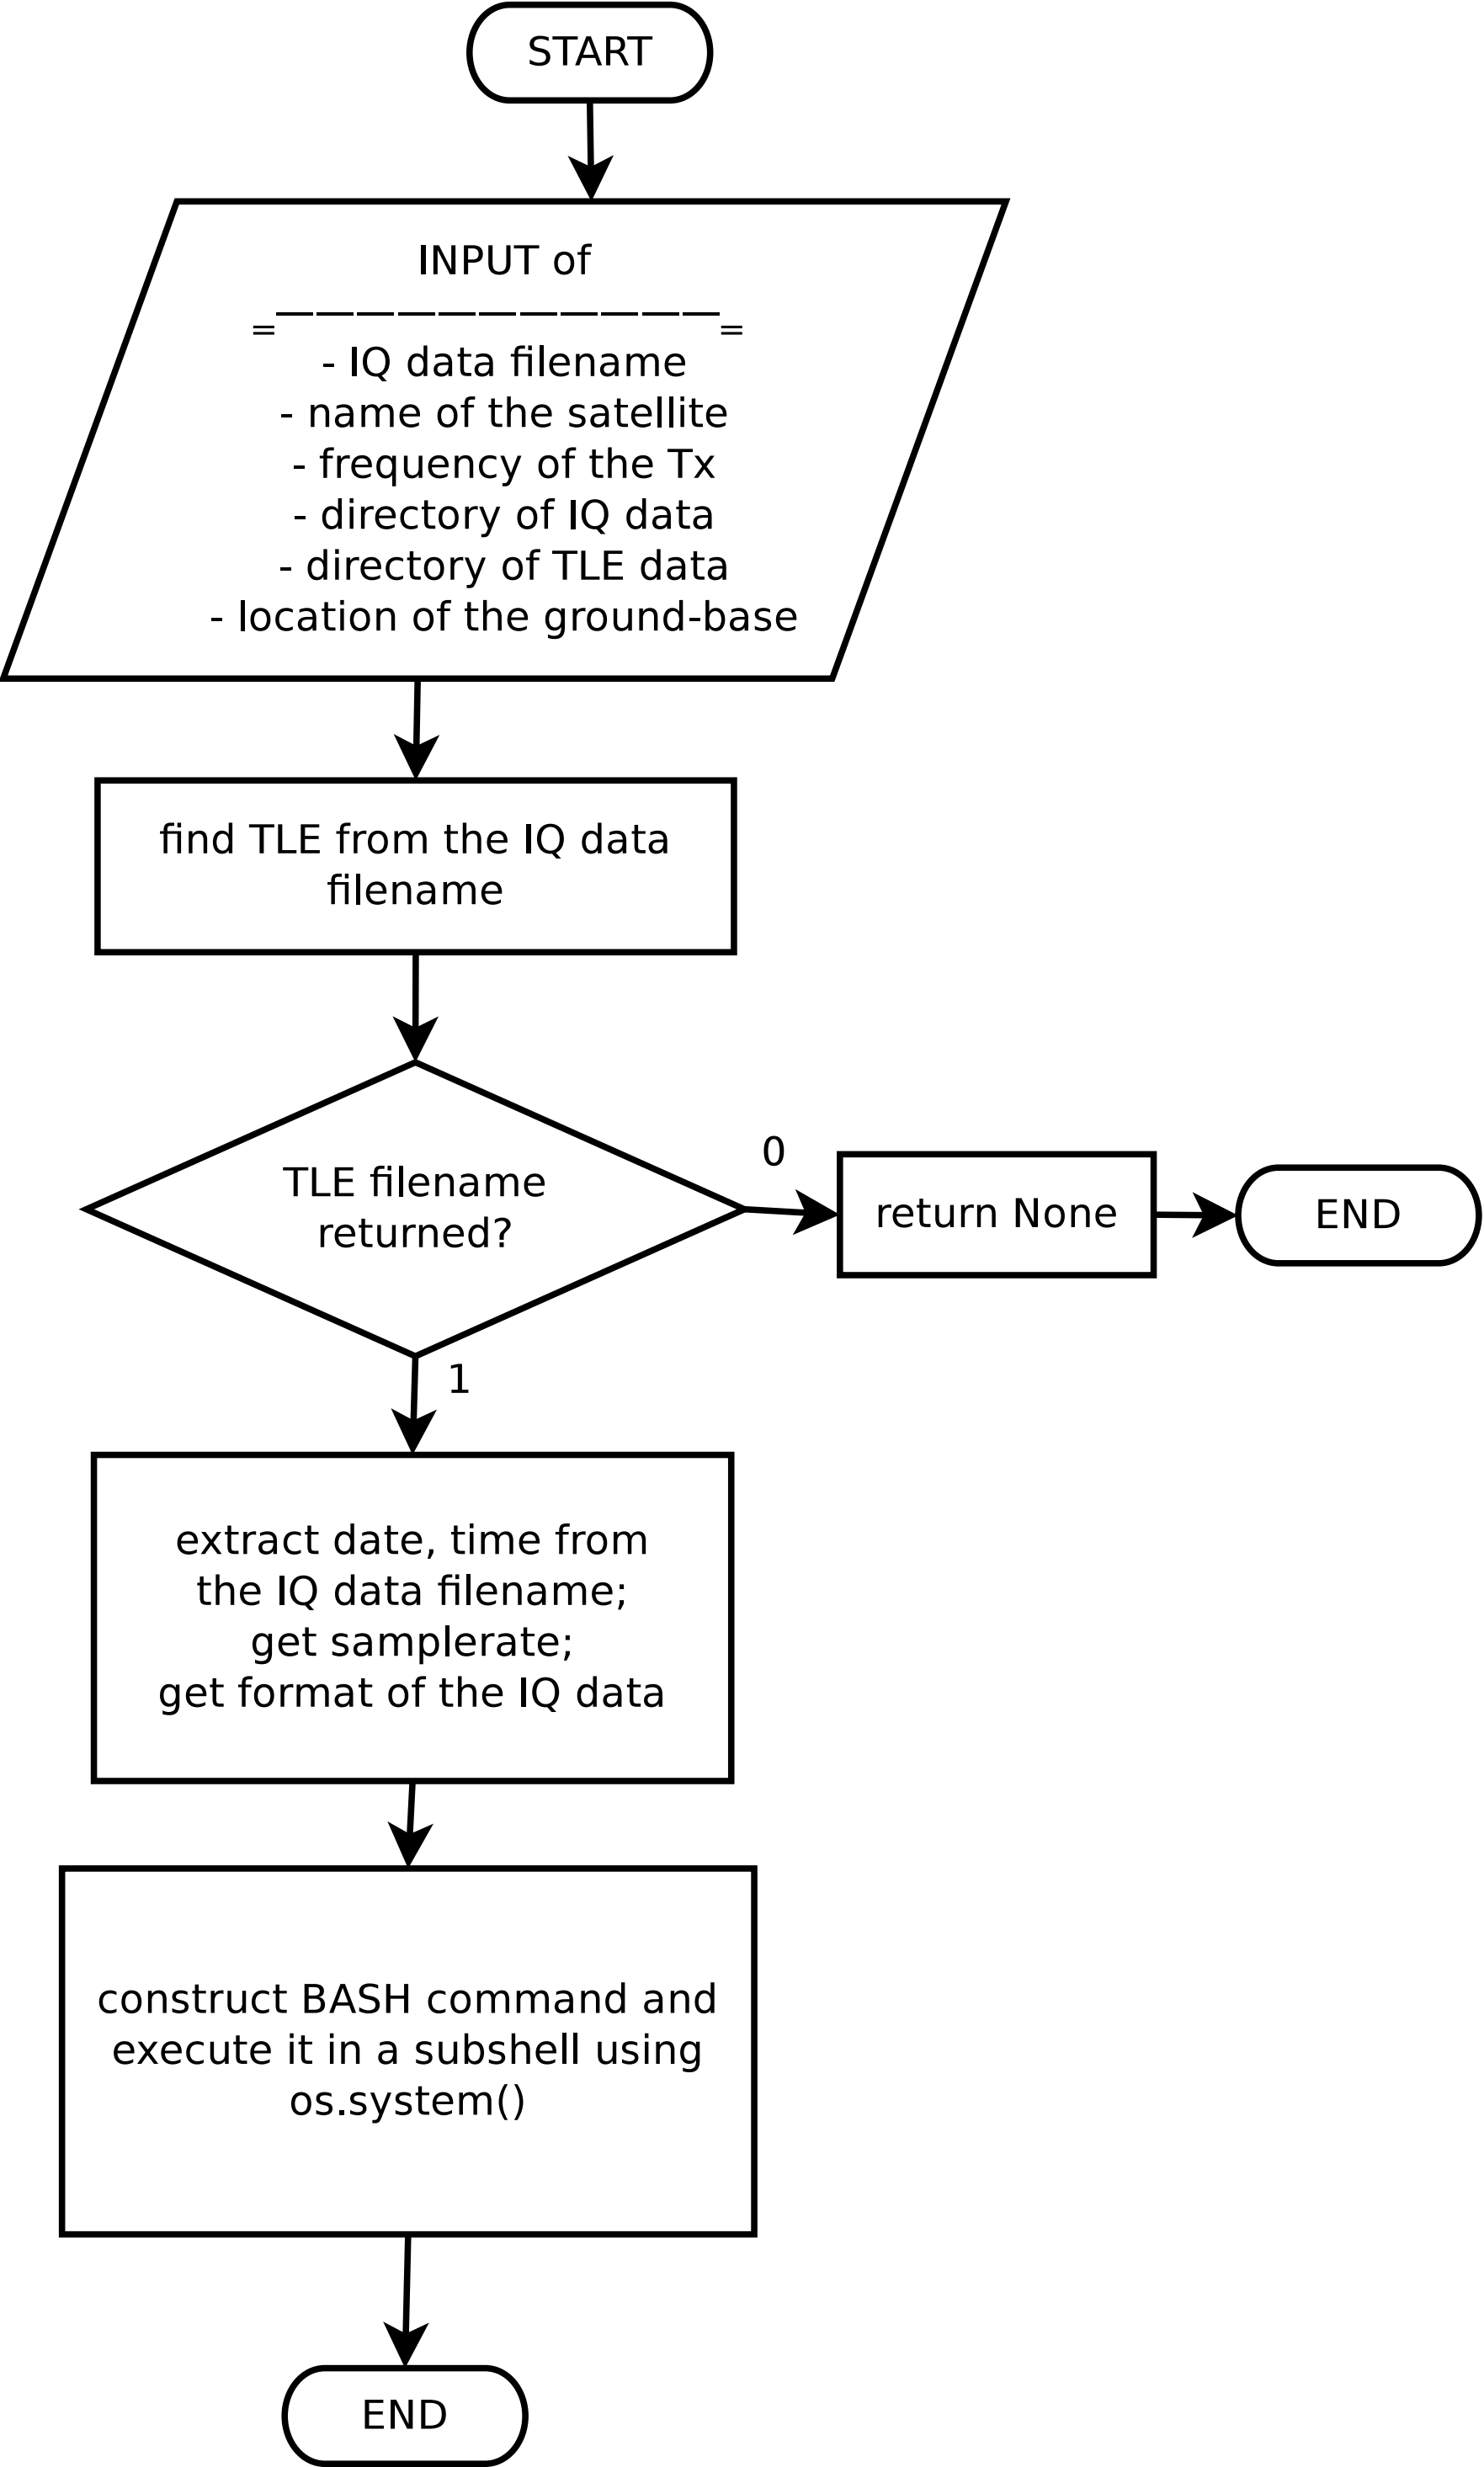 START
INPUT of
=———————————=
- IQ data filename
- name of the satellite
- frequency of the Tx
- directory of IQ data
- directory of TLE data
- location of the ground-base
find TLE from the IQ data
filename
TLE filename
returned?
0
return None
END
1
extract date, time from
the IQ data filename;
get samplerate;
get format of the IQ data
construct BASH command and
execute it in a subshell using
os.system()
END